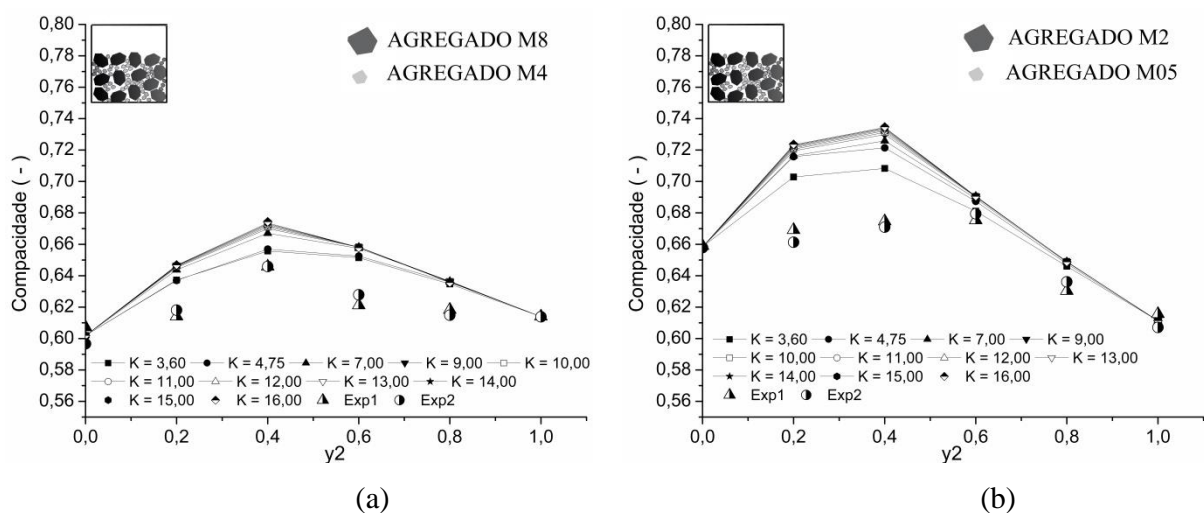 0,80
0,78
0,76
0,74
0,72
0,70
0,68
0,66
0,64
0,62
0,60
0,58
0,56
Compacidade ( - )
AGREGADO M8
AGREGADO M4
K = 3,60 K = 4,75 K = 7,00 K = 9,00 K = 10,00
K = 11,00 K = 12,00 K = 13,00 K = 14,00
K = 15,00 K = 16,00 Exp1 Exp2
0,0 0,2 0,4 0,6 0,8 1,0
y2
(a)
0,80
0,78
0,76
0,74
0,72
0,70
0,68
0,66
0,64
0,62
0,60
0,58
0,56
Compacidade ( - )
AGREGADO M2
AGREGADO M05
K = 3,60 K = 4,75 K = 7,00 K = 9,00
K = 10,00 K = 11,00 K = 12,00 K = 13,00
K = 14,00 K = 15,00 K = 16,00
Exp1 Exp2
0,0 0,2 0,4 0,6 0,8 1,0
y2
(b)